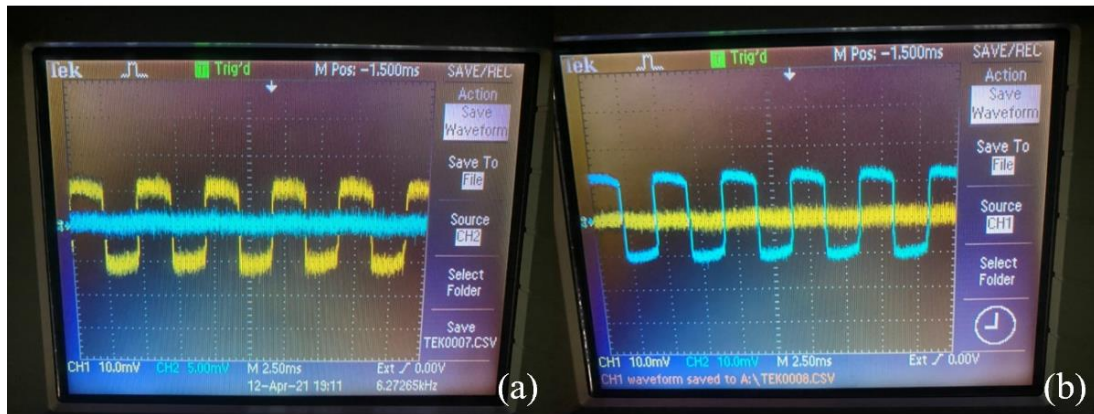 Tek Trig'd M Pos: -1.500ms SAVE/REC
Action
Save
Waveform
Save To
File
Source
CH2
Select
Folder
Save
TEK0007.CSV
CH1 10.0mV CH2 5.00mV M 2.50ms Ext 0.00V
12-Apr-21 19:11 6.27265kHz
(a)
Tek Trig'd M Pos: -1.500ms SAVE/REC
Action
Save
Waveform
Save To
File
Source
CH1
Select
Folder
CH1 10.0mV CH2 10.0mV M 2.50ms Ext 0.00V
CH1 waveform saved to A:\TEK0008.CSV
(b)